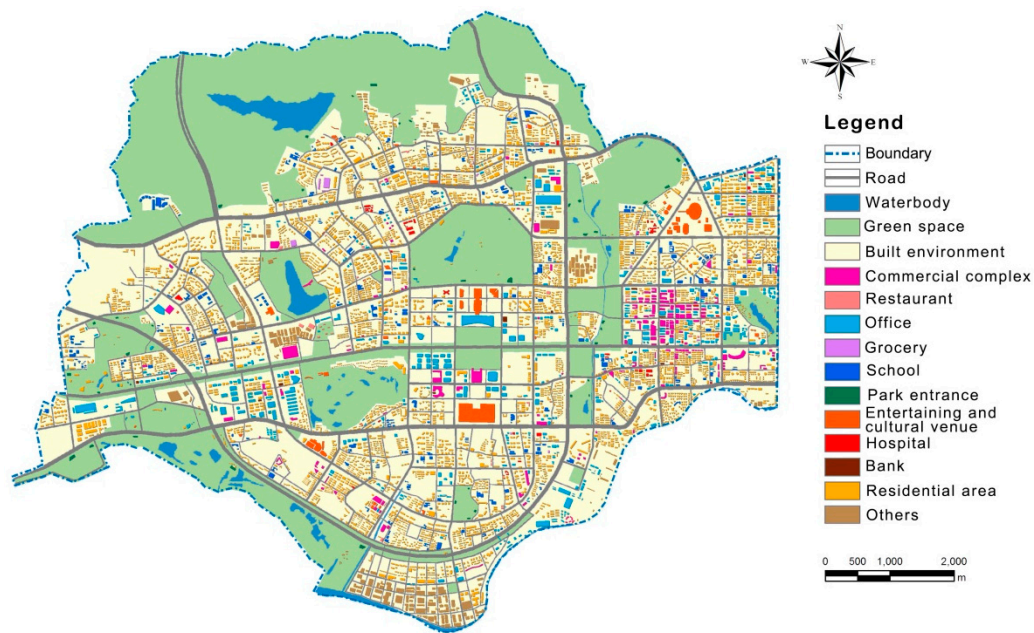 N
W E
S
Legend
Boundary
Road
Waterbody
Green space
Built environment
Commercial complex
Restaurant
Office
Grocery
School
Park entrance
Entertaining and
cultural venue
Hospital
Bank
Residential area
Others
0 500 1,000 2,000
m